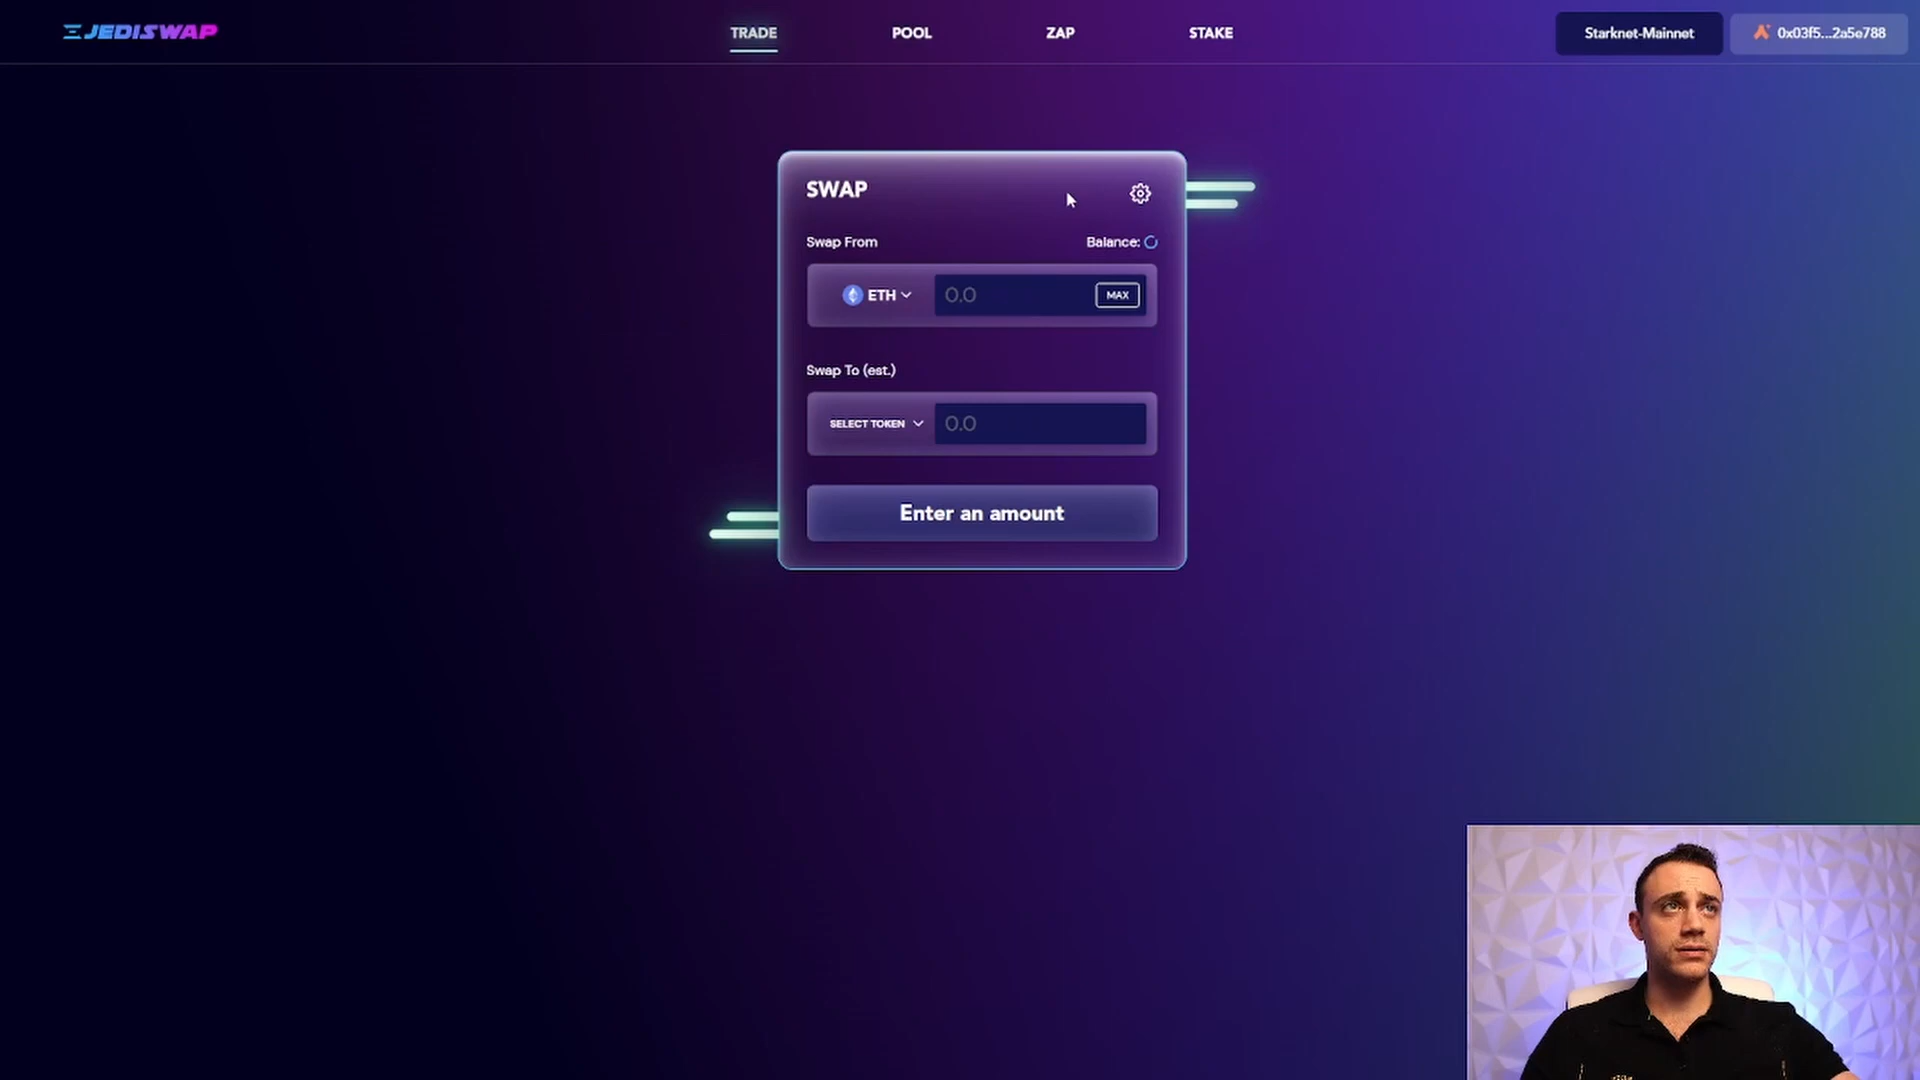 JEDISWAP
TRADE
POOL
ZAP
STAKE
Starknet-Mainnet
0x03f5...2a5e788
SWAP
Swap From
Balance:
ETH
0.0
MAX
Swap To (est.)
SELECT TOKEN
0.0
Enter an amount